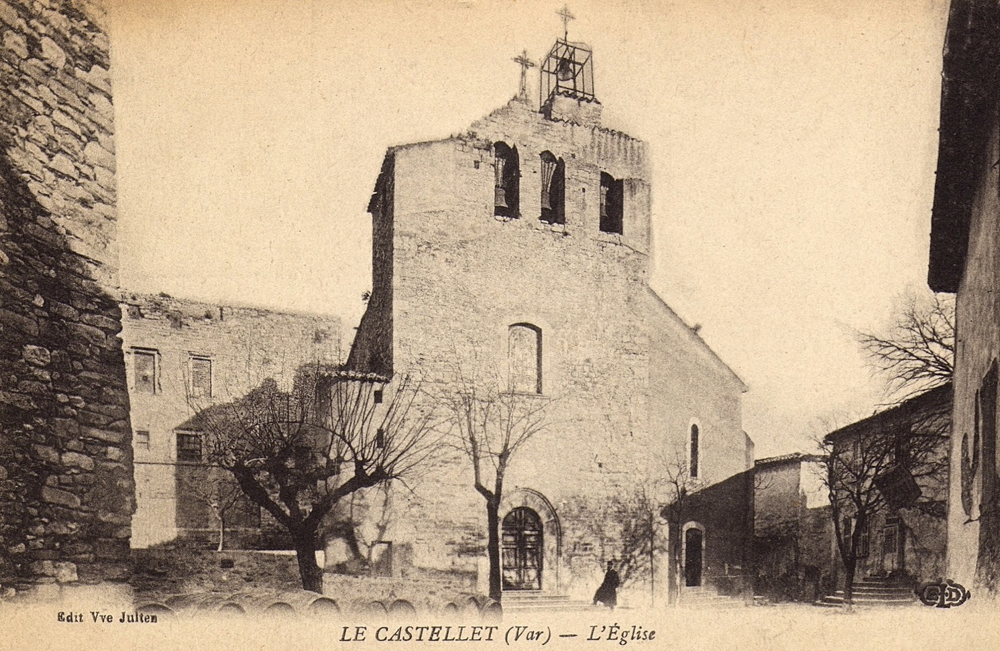 Edit Vve Julien
LE CASTELLET (Var) — L'Église
ELD